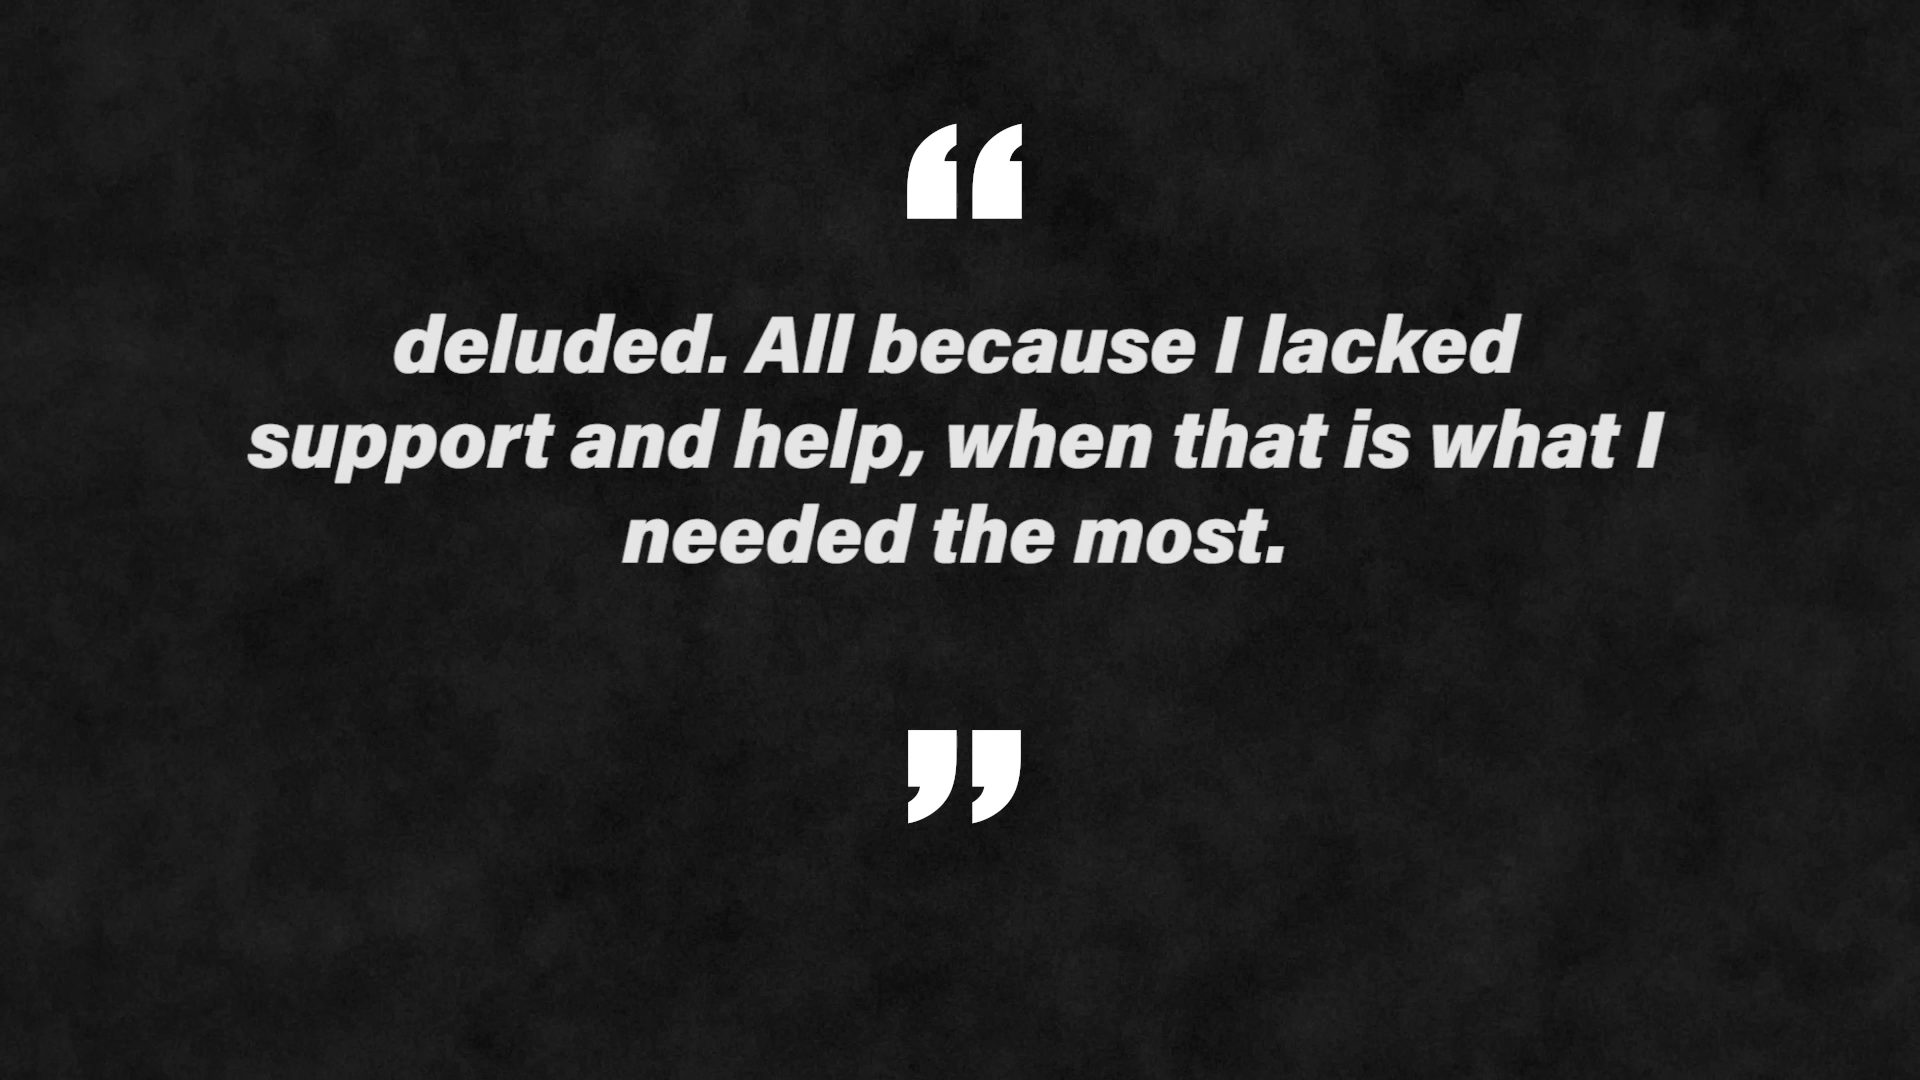 “
deluded. All because I lacked
support and help, when that is what I
needed the most.
”